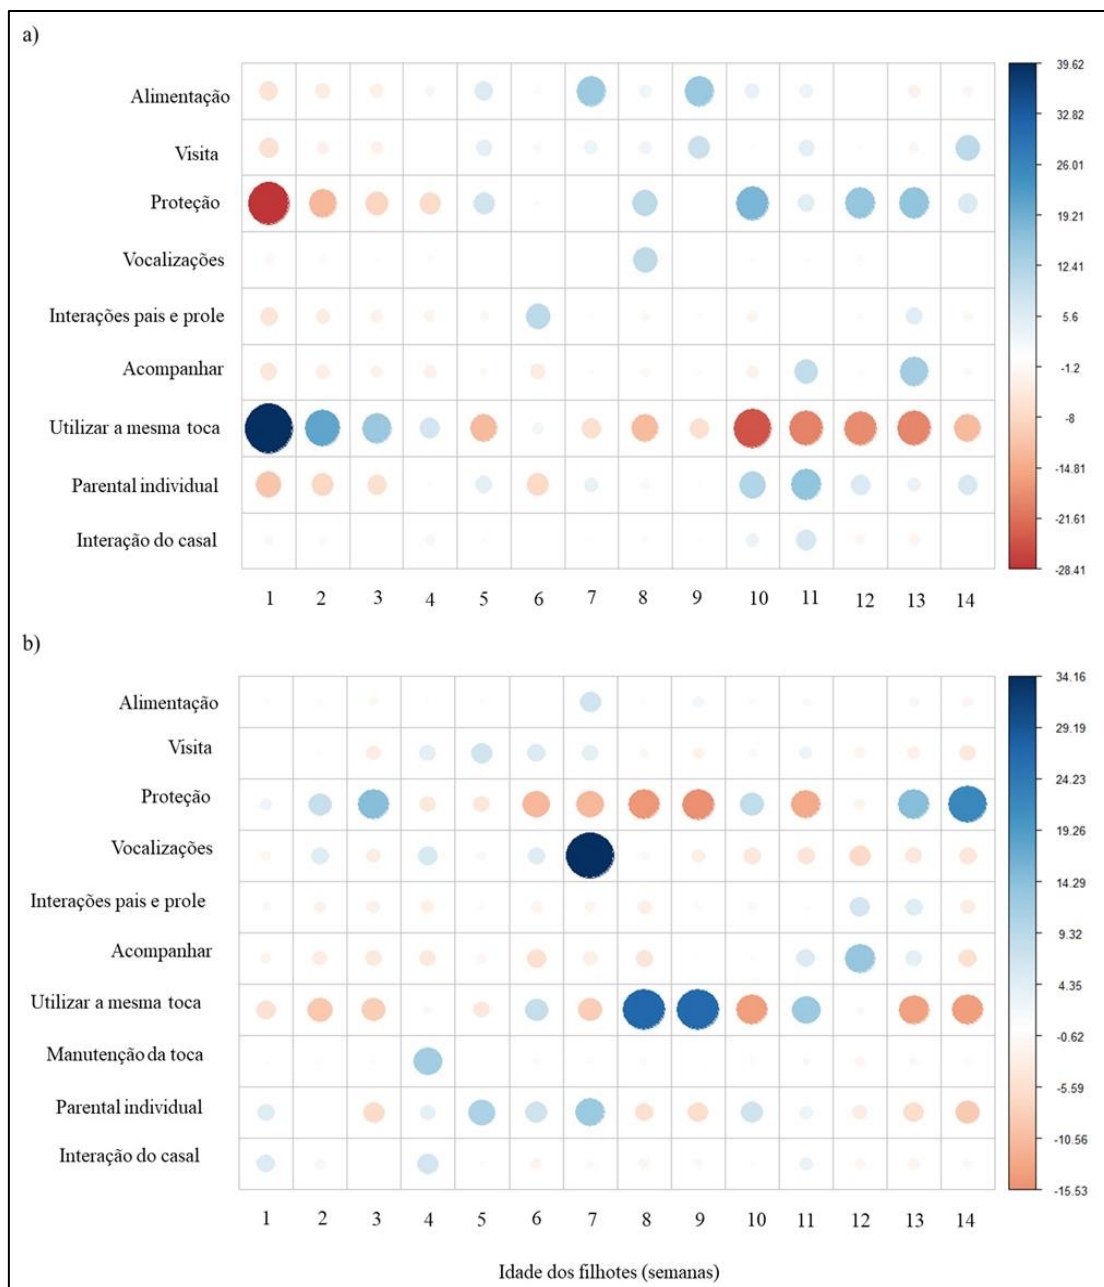 a)
Alimentação
Visita
Proteção
Vocalizações
Interações pais e prole
Acompanhar
Utilizar a mesma toca
Parental individual
Interação do casal
39.62
32.82
26.01
19.21
12.41
5.6
-1.2
-8
-14.81
-21.61
-28.41
1 2 3 4 5 6 7 8 9 10 11 12 13 14
b)
Alimentação
Visita
Proteção
Vocalizações
Interações pais e prole
Acompanhar
Utilizar a mesma toca
Manutenção da toca
Parental individual
Interação do casal
34.16
29.19
24.23
19.26
14.29
9.32
4.35
-0.62
-5.59
-10.56
-15.53
1 2 3 4 5 6 7 8 9 10 11 12 13 14
Idade dos filhotes (semanas)